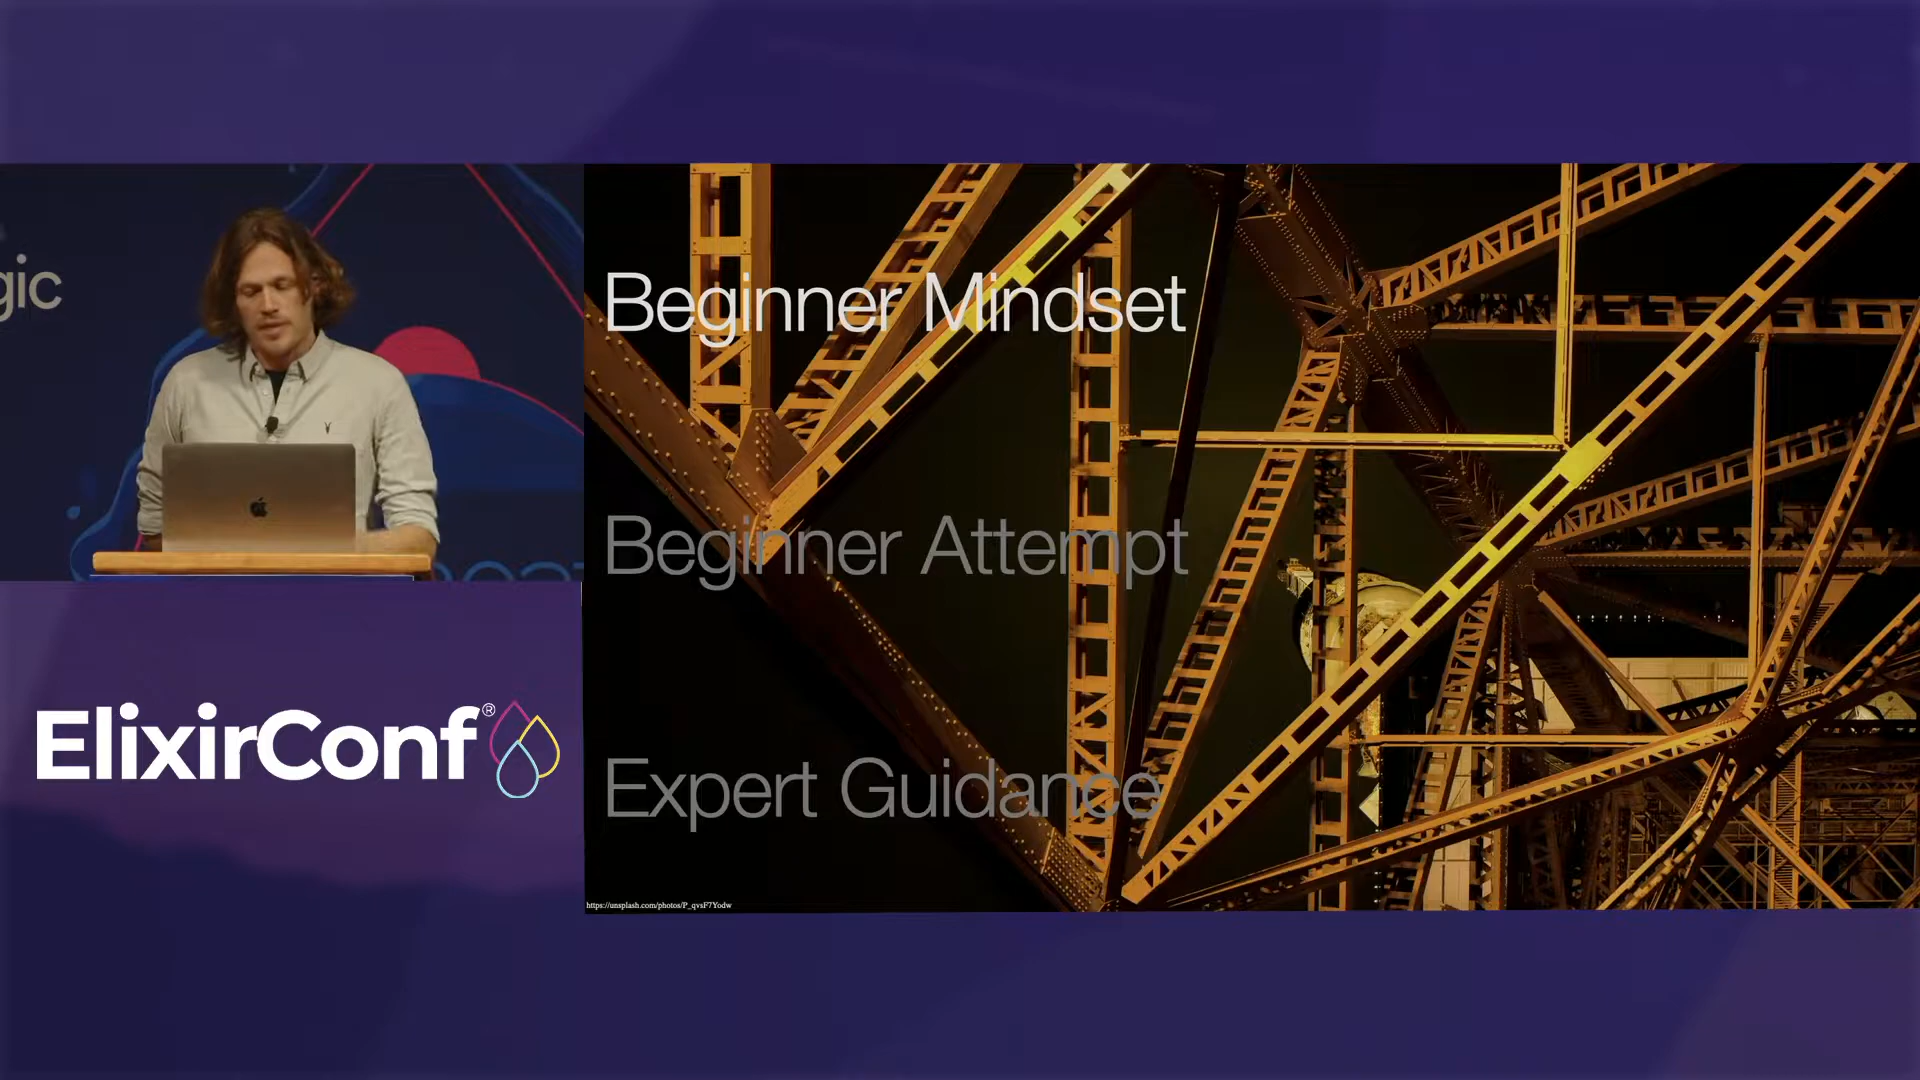 gic
Beginner Mindset
Beginner Attempt
Expert Guidance
https://unsplash.com/photos/P_qvsF7Yodw
ElixirConf®